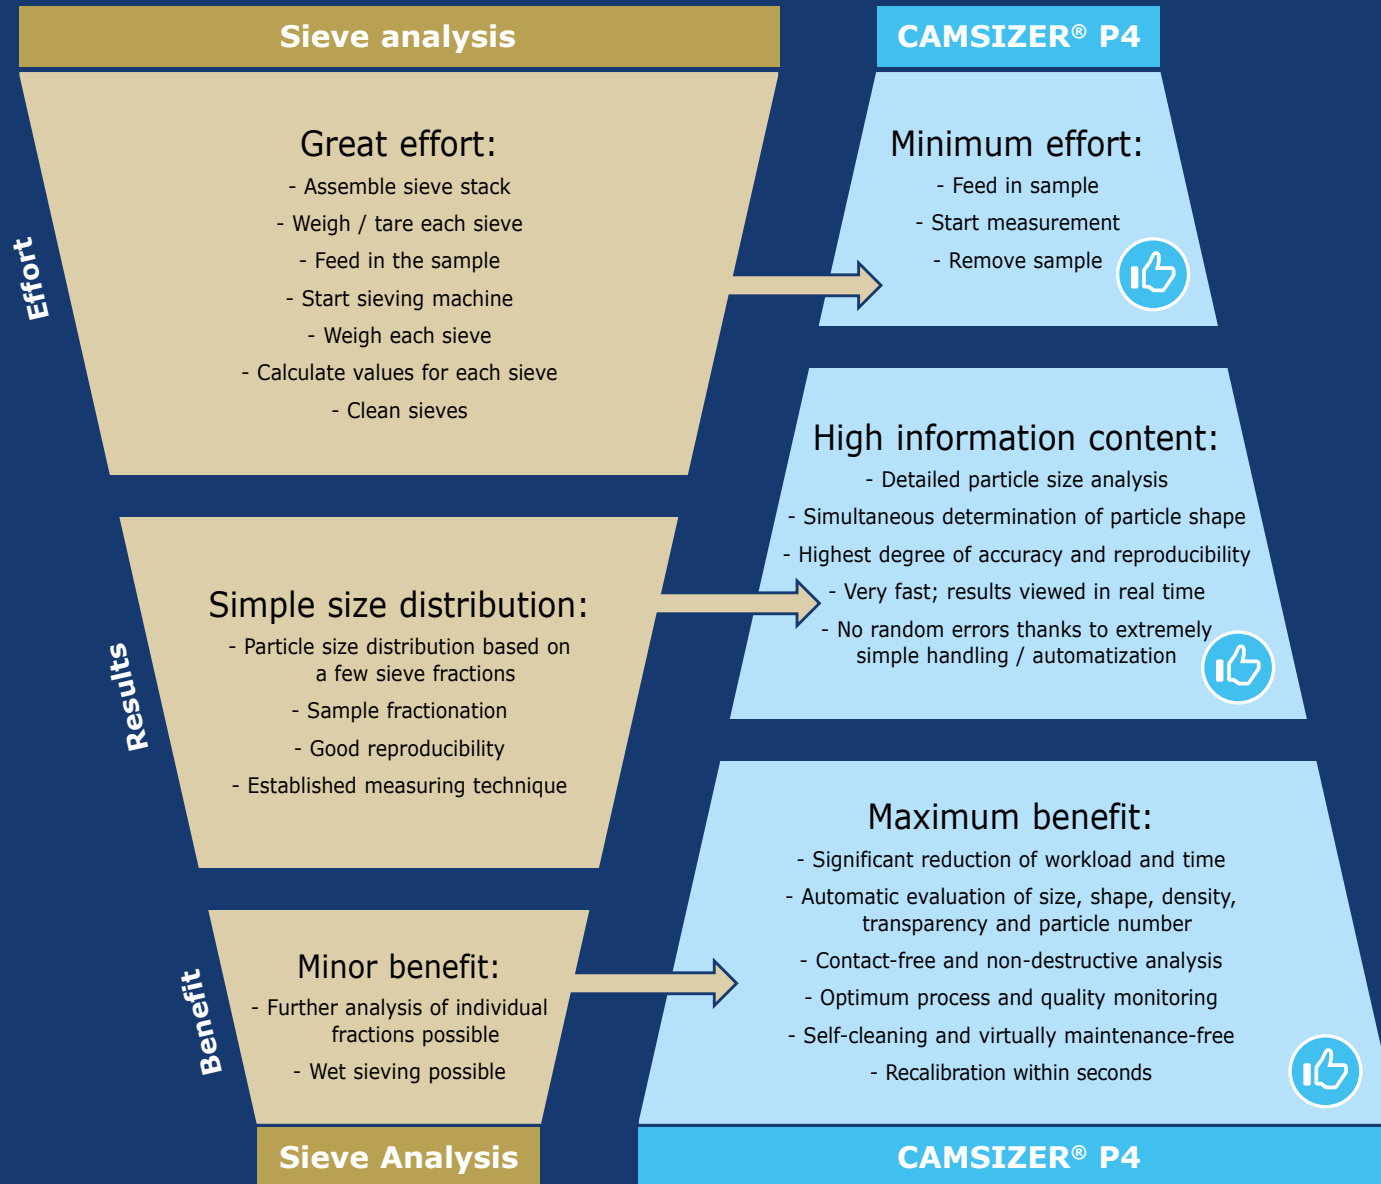 Sieve analysis
CAMSIZER® P4
Effort
Great effort:
- Assemble sieve stack
- Weigh / tare each sieve
- Feed in the sample
- Start sieving machine
- Weigh each sieve
- Calculate values for each sieve
- Clean sieves
Minimum effort:
- Feed in sample
- Start measurement
- Remove sample
Results
Simple size distribution:
- Particle size distribution based on
a few sieve fractions
- Sample fractionation
- Good reproducibility
- Established measuring technique
High information content:
- Detailed particle size analysis
- Simultaneous determination of particle shape
- Highest degree of accuracy and reproducibility
- Very fast; results viewed in real time
- No random errors thanks to extremely
simple handling / automatization
Benefit
Minor benefit:
- Further analysis of individual
fractions possible
- Wet sieving possible
Maximum benefit:
- Significant reduction of workload and time
- Automatic evaluation of size, shape, density,
transparency and particle number
- Contact-free and non-destructive analysis
- Optimum process and quality monitoring
- Self-cleaning and virtually maintenance-free
- Recalibration within seconds
Sieve Analysis
CAMSIZER® P4